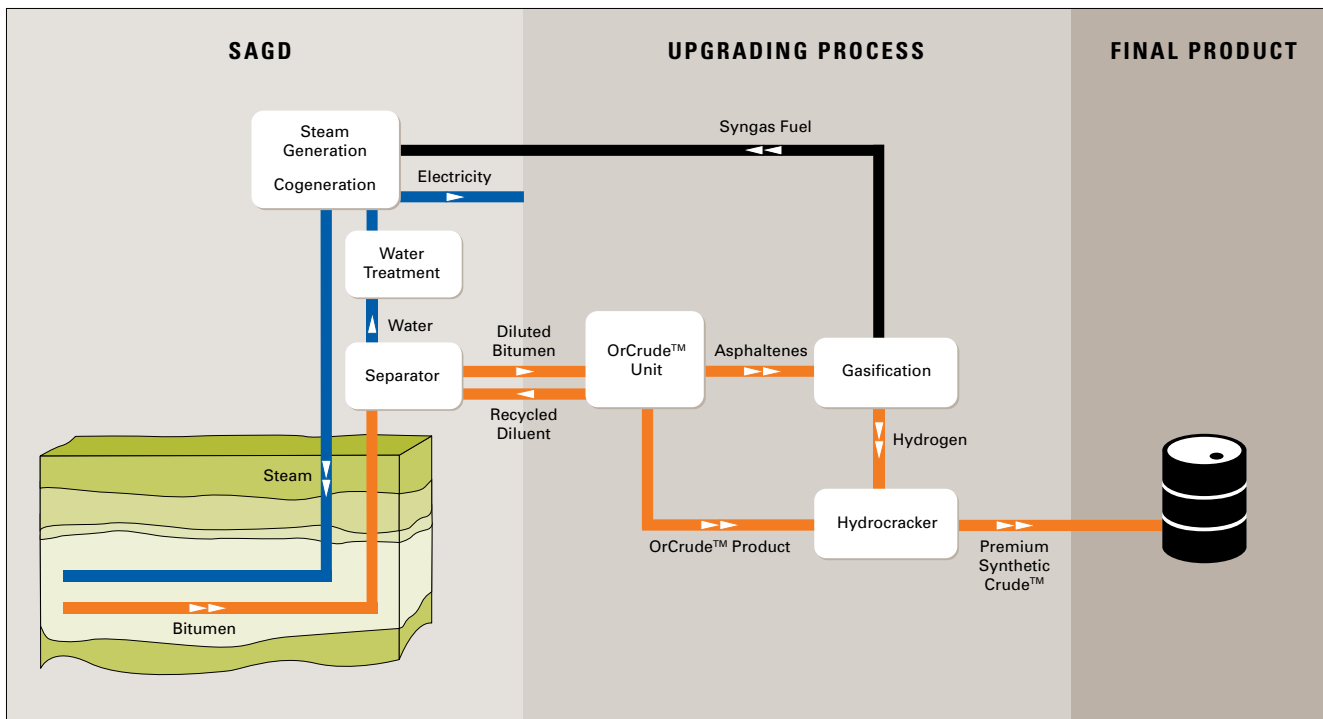 SAGD
UPGRADING PROCESS
FINAL PRODUCT
Steam
Generation
Cogeneration
Syngas Fuel
Electricity
Water
Treatment
Water
Separator
Diluted
Bitumen
Recycled
Diluent
OrCrude™
Unit
Asphaltenes
Gasification
Hydrogen
Steam
Hydrocracker
OrCrude™ Product
Premium
Synthetic
Crude™
Bitumen